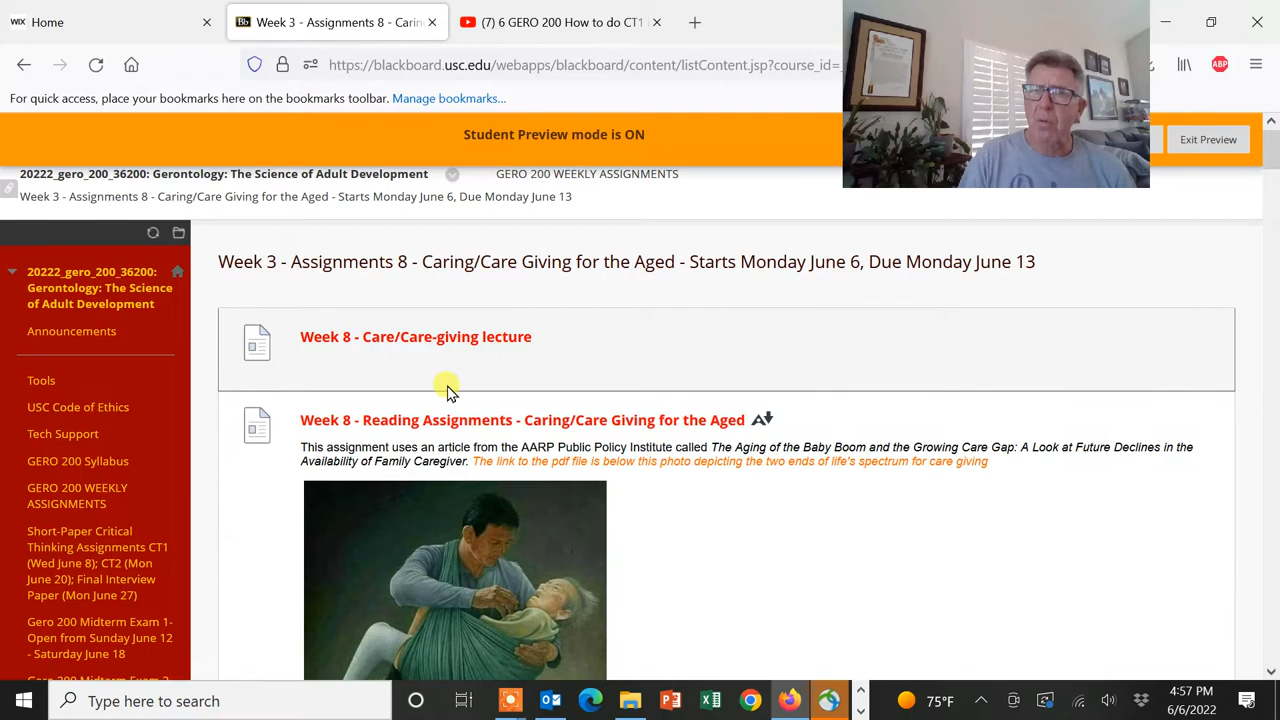 WIX Home
Bb Week 3 - Assignments 8 - Carin
(7) 6 GERO 200 How to do CT1
https://blackboard.usc.edu/webapps/blackboard/content/listContent.jsp?course_id=
ABP
For quick access, place your bookmarks here on the bookmarks toolbar. Manage bookmarks...
Student Preview mode is ON
Exit Preview
20222_gero_200_36200: Gerontology: The Science of Adult Development
GERO 200 WEEKLY ASSIGNMENTS
Week 3 - Assignments 8 - Caring/Care Giving for the Aged - Starts Monday June 6, Due Monday June 13
20222_gero_200_36200:
Gerontology: The Science
of Adult Development
Announcements
Tools
USC Code of Ethics
Tech Support
GERO 200 Syllabus
GERO 200 WEEKLY
ASSIGNMENTS
Short-Paper Critical
Thinking Assignments CT1
(Wed June 8); CT2 (Mon
June 20); Final Interview
Paper (Mon June 27)
Gero 200 Midterm Exam 1-
Open from Sunday June 12
- Saturday June 18
Gero 200 Midterm Exam 2
Week 3 - Assignments 8 - Caring/Care Giving for the Aged - Starts Monday June 6, Due Monday June 13
Week 8 - Care/Care-giving lecture
Week 8 - Reading Assignments - Caring/Care Giving for the Aged
This assignment uses an article from the AARP Public Policy Institute called The Aging of the Baby Boom and the Growing Care Gap: A Look at Future Declines in the
Availability of Family Caregiver. The link to the pdf file is below this photo depicting the two ends of life's spectrum for care giving
Type here to search
75°F
4:57 PM
6/6/2022